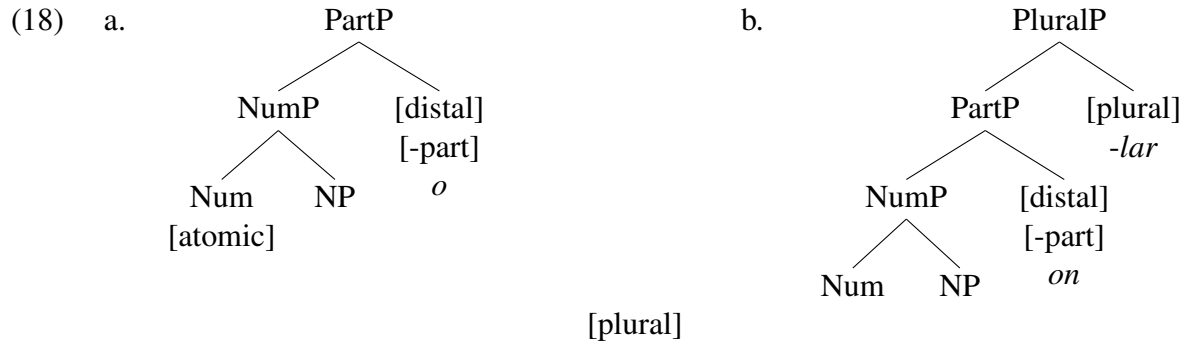 (18) a. PartP b. PluralP
NumP [distal] PartP [plural]
[-part] -lar
Num NP o NumP [distal]
[atomic] [-part]
Num NP on
[plural]